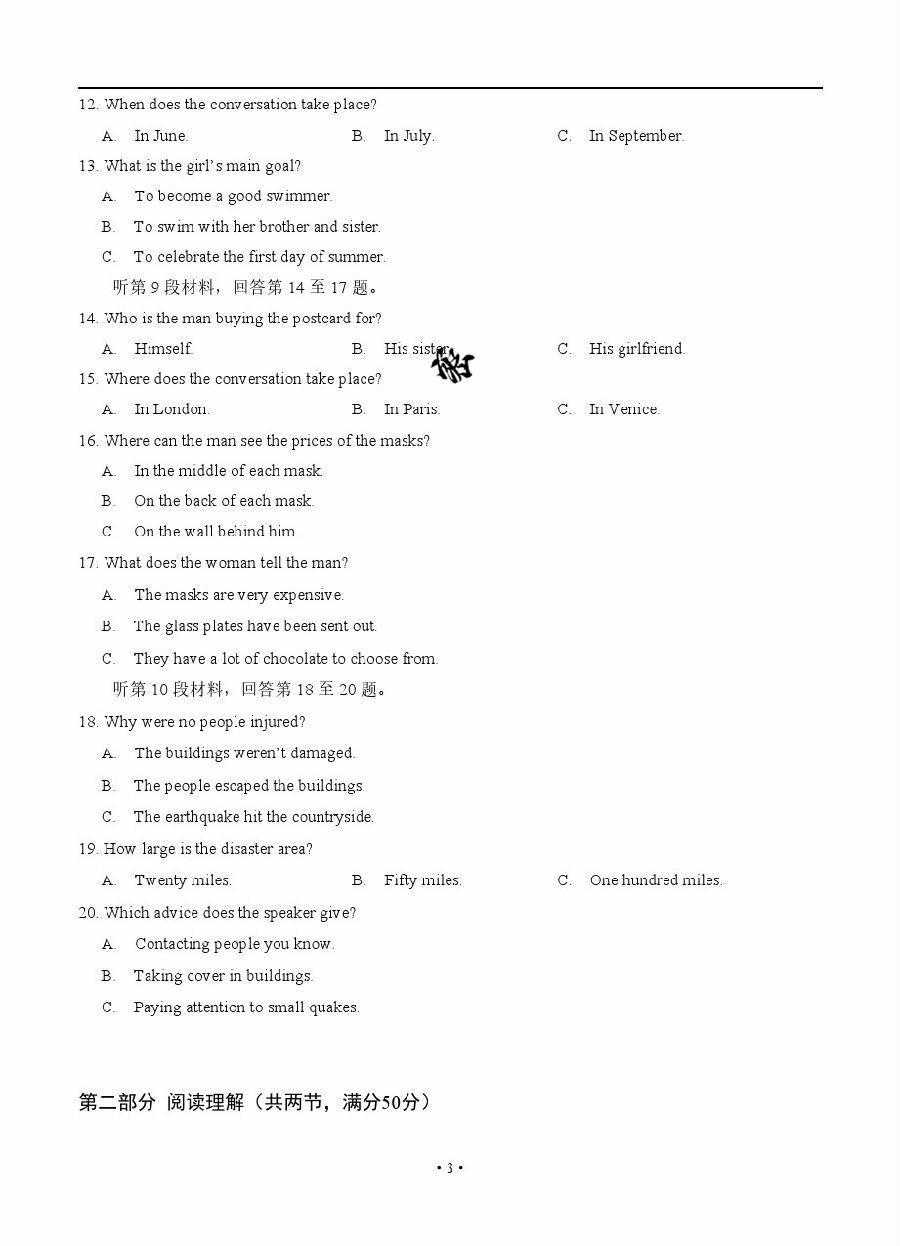 12. When does the conversation take place?
A. In June. B. In July. C. In September.
13. What is the girl's main goal?
A. To become a good swimmer.
B. To swim with her brother and sister.
C. To celebrate the first day of summer.
听第 9 段材料，回答第 14 至 17 题。
14. Who is the man buying the postcard for?
A. Himself. B. His sister. C. His girlfriend.
15. Where does the conversation take place?
A. In London. B. In Paris. C. In Venice.
16. Where can the man see the prices of the masks?
A. In the middle of each mask.
B. On the back of each mask.
C On the wall behind him
17. What does the woman tell the man?
A. The masks are very expensive.
B. The glass plates have been sent out.
C. They have a lot of chocolate to choose from.
听第 10 段材料，回答第 18 至 20 题。
18. Why were no people injured?
A. The buildings weren't damaged.
B. The people escaped the buildings.
C. The earthquake hit the countryside.
19. How large is the disaster area?
A. Twenty miles. B. Fifty miles. C. One hundred miles.
20. Which advice does the speaker give?
A. Contacting people you know.
B. Taking cover in buildings.
C. Paying attention to small quakes.
第二部分 阅读理解（共两节，满分50分）
• 3 •